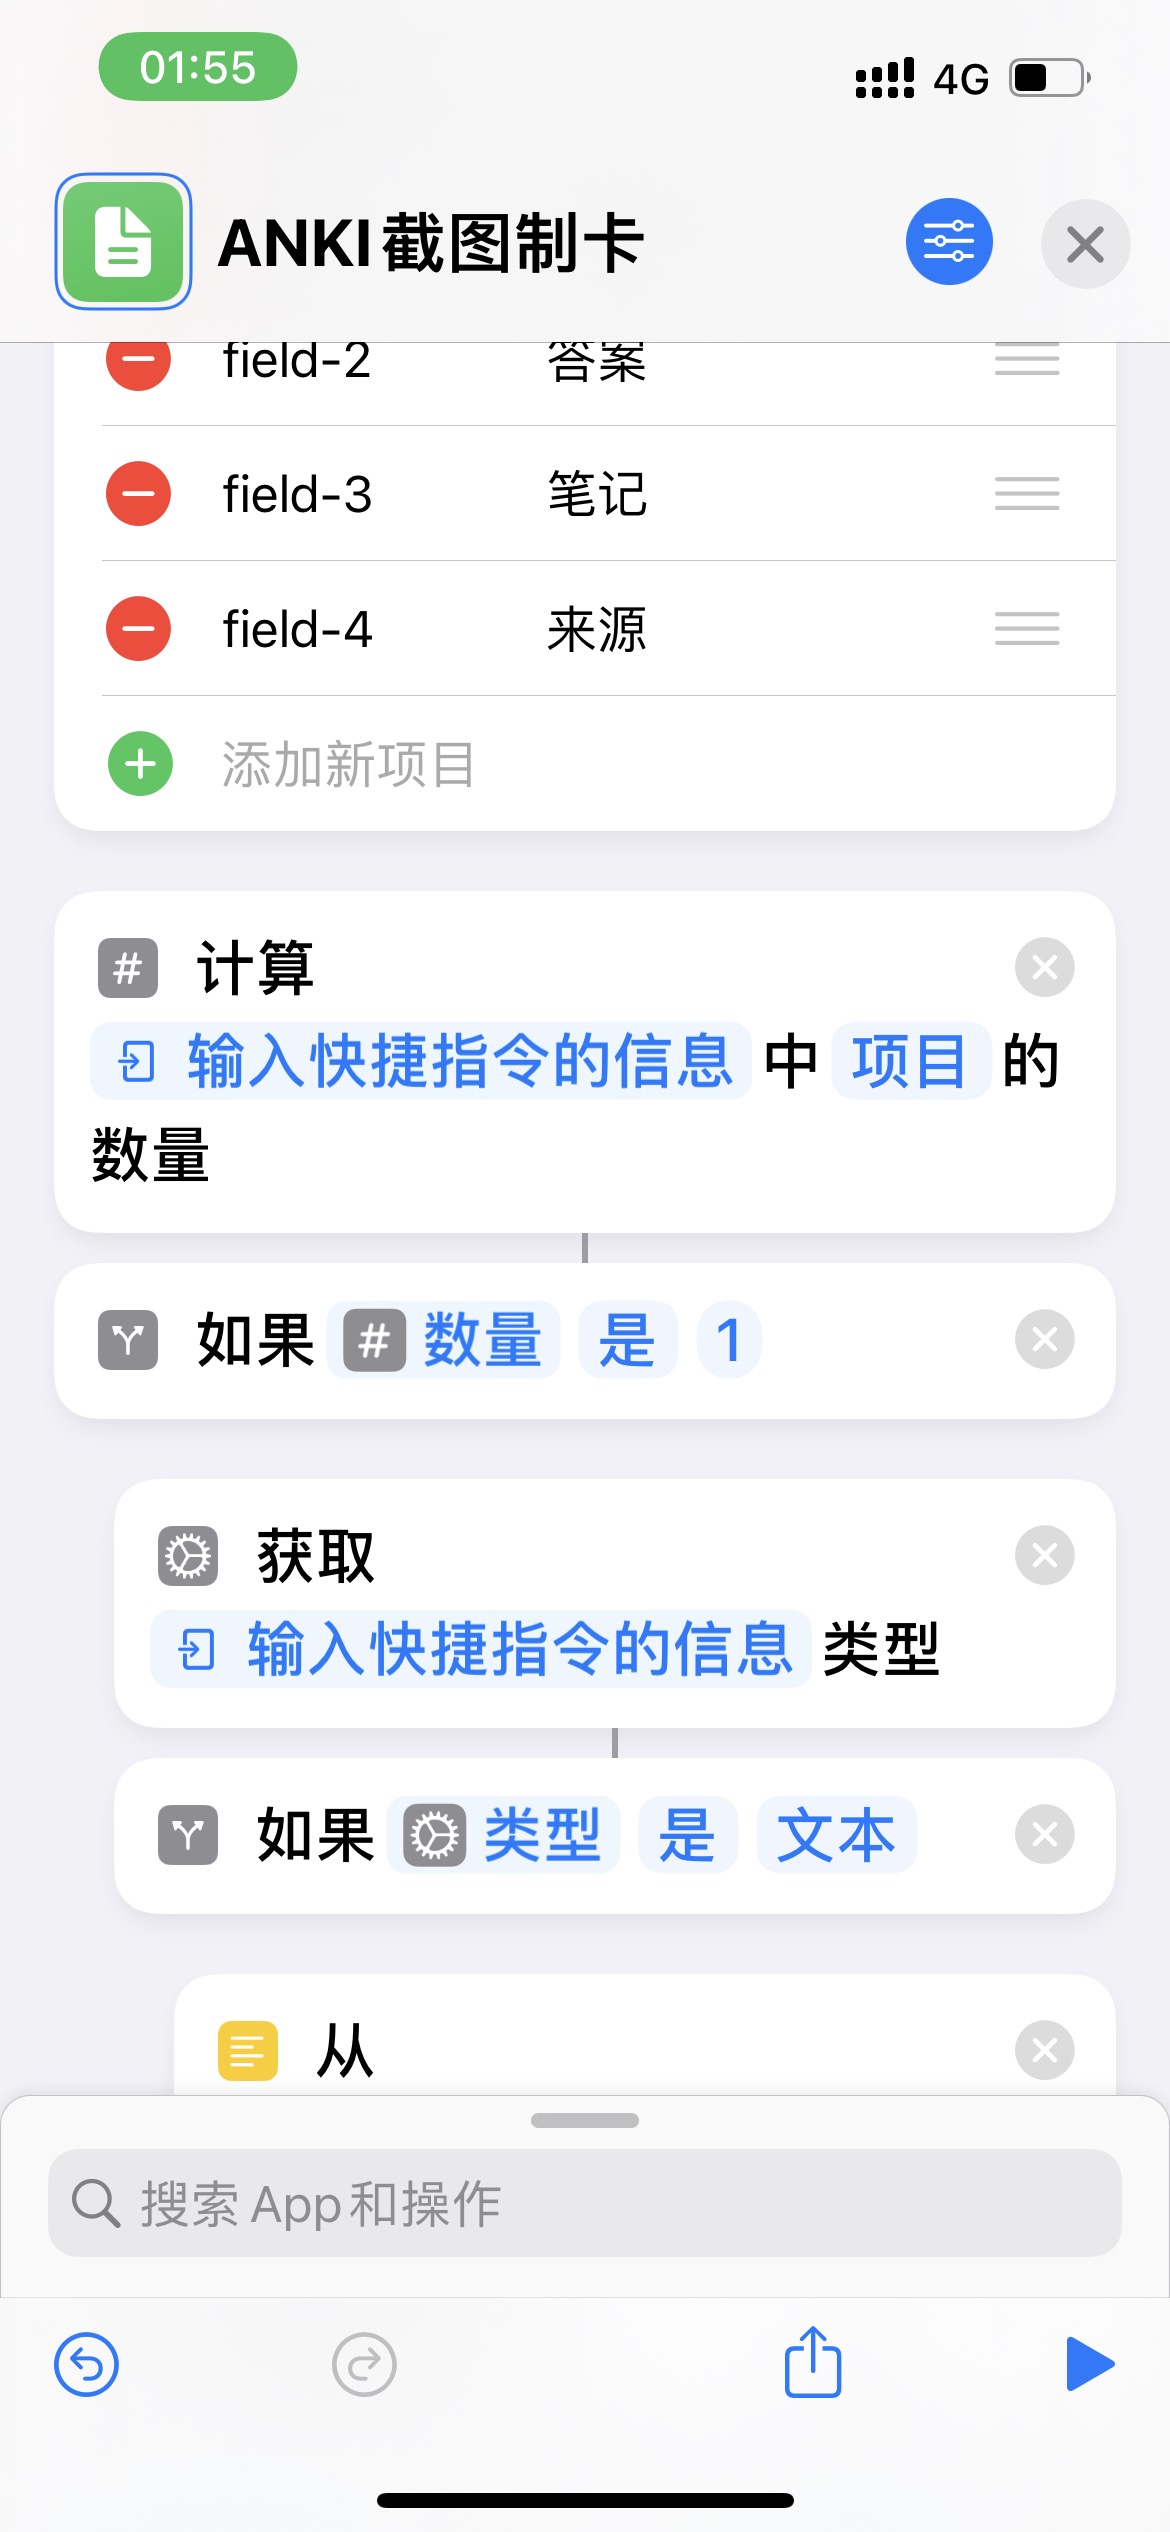 01:55
4G
ANKI截图制卡
field-2 答案
field-3 笔记
field-4 来源
添加新项目
计算
输入快捷指令的信息 中 项目 的
数量
如果 数量 是 1
获取
输入快捷指令的信息 类型
如果 类型 是 文本
从
搜索 App 和操作